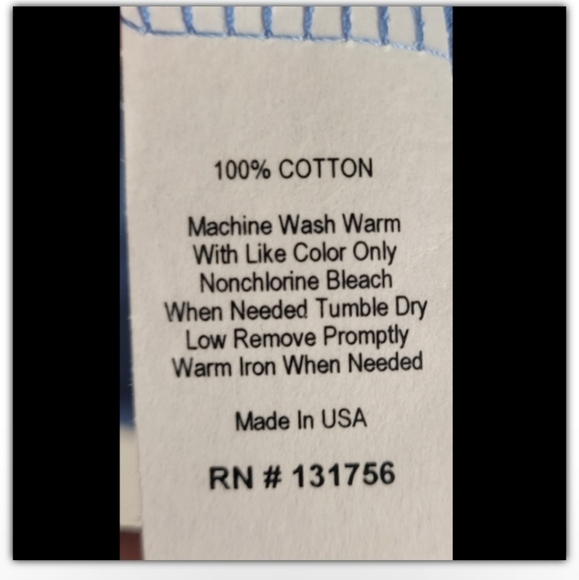 100% COTTON
Machine Wash Warm
With Like Color Only
Nonchlorine Bleach
When Needed Tumble Dry
Low Remove Promptly
Warm Iron When Needed
Made In USA
RN # 131756